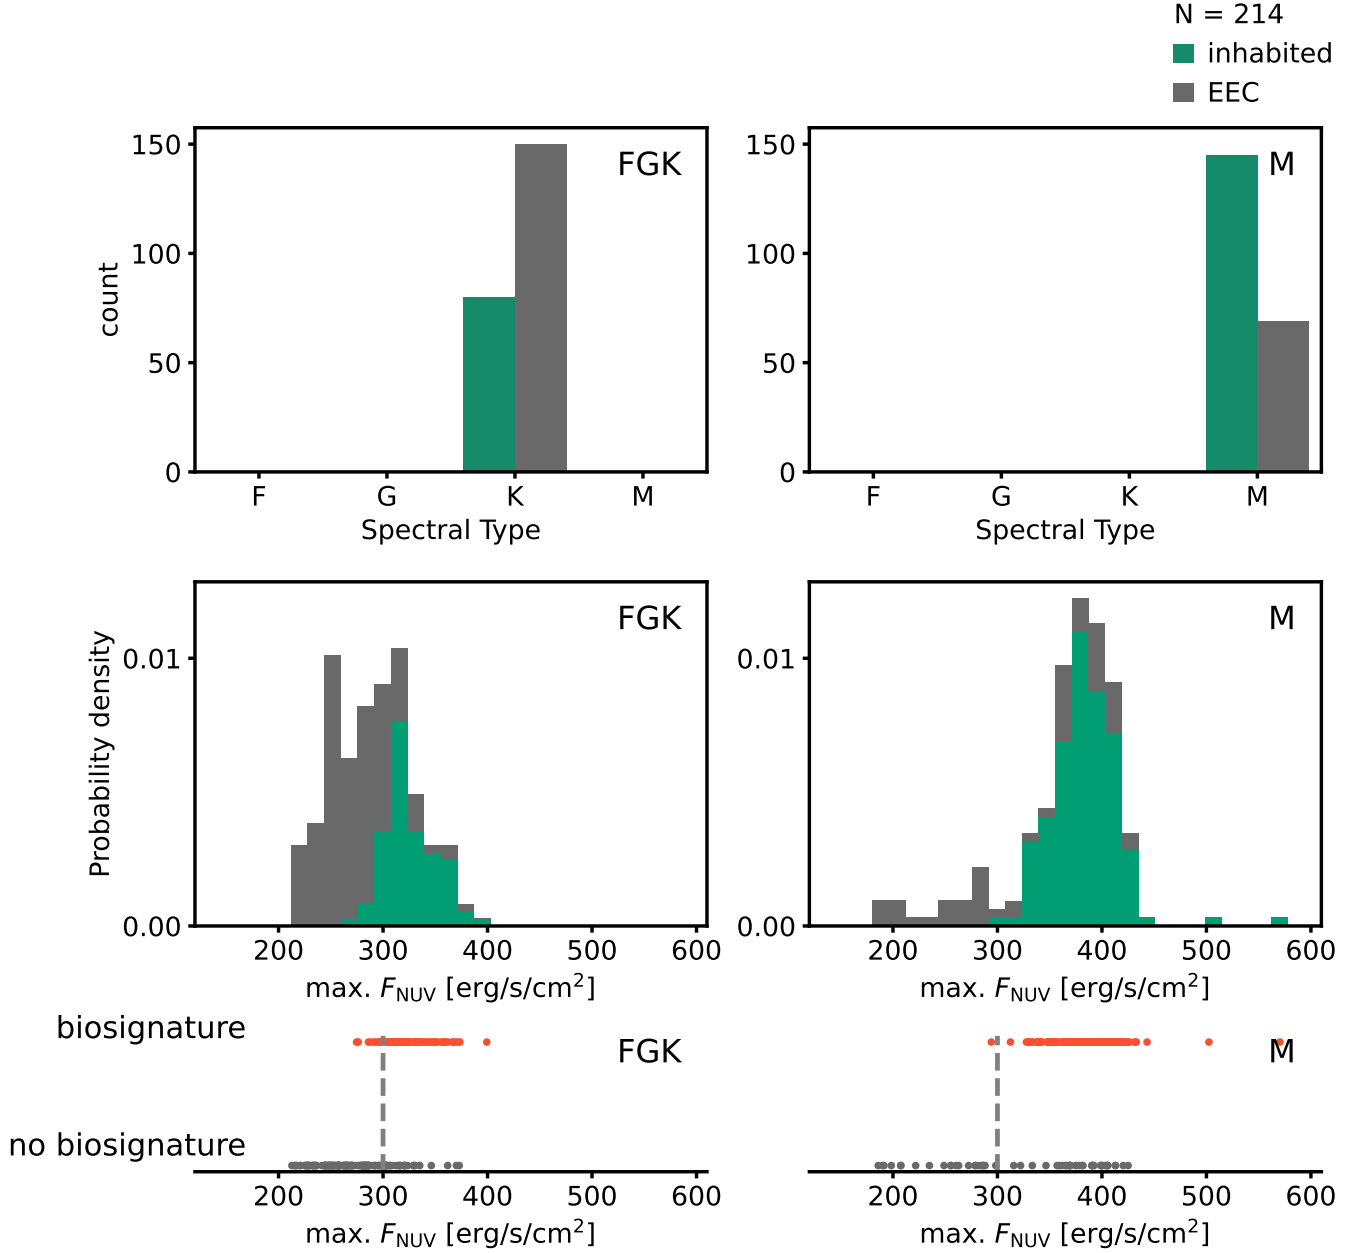 N = 214
inhabited
EEC
150
100
50
0
count
FGK
F G K M
Spectral Type
150
100
50
0
M
F G K M
Spectral Type
0.01
0.00
Probability density
FGK
200 300 400 500 600
max. F_NUV [erg/s/cm²]
0.01
0.00
M
200 300 400 500 600
max. F_NUV [erg/s/cm²]
biosignature
no biosignature
FGK
200 300 400 500 600
max. F_NUV [erg/s/cm²]
M
200 300 400 500 600
max. F_NUV [erg/s/cm²]